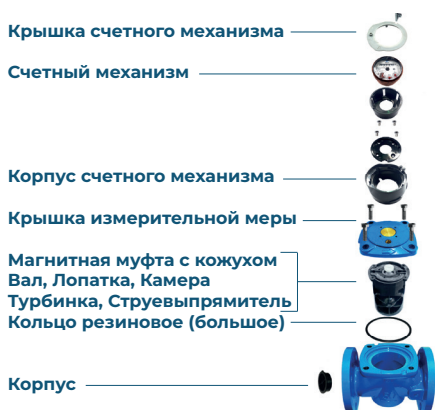 Крышка счетного механизма
Счетный механизм
Корпус счетного механизма
Крышка измерительной меры
Магнитная муфта с кожухом
Вал, Лопатка, Камера
Турбинка, Струевыпрямитель
Кольцо резиновое (большое)
Корпус